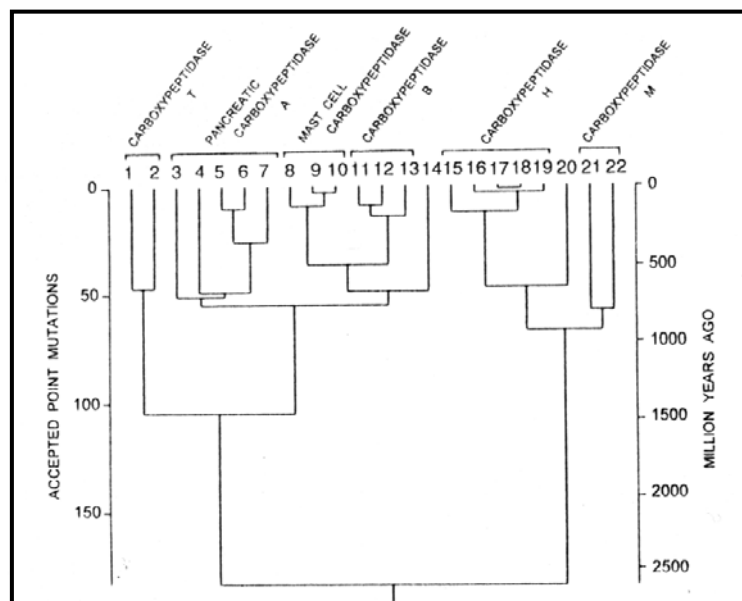 CARBOXYPEPTIDASE
T
PANCREATIC
CARBOXYPEPTIDASE
A
MAST CELL
CARBOXYPEPTIDASE
CARBOXYPEPTIDASE
B
CARBOXYPEPTIDASE
H
CARBOXYPEPTIDASE
M
1 2 3 4 5 6 7 8 9 10 11 12 13 14 15 16 17 18 19 20 21 22
ACCEPTED POINT MUTATIONS
0
50
100
150
MILLION YEARS AGO
0
500
1000
1500
2000
2500